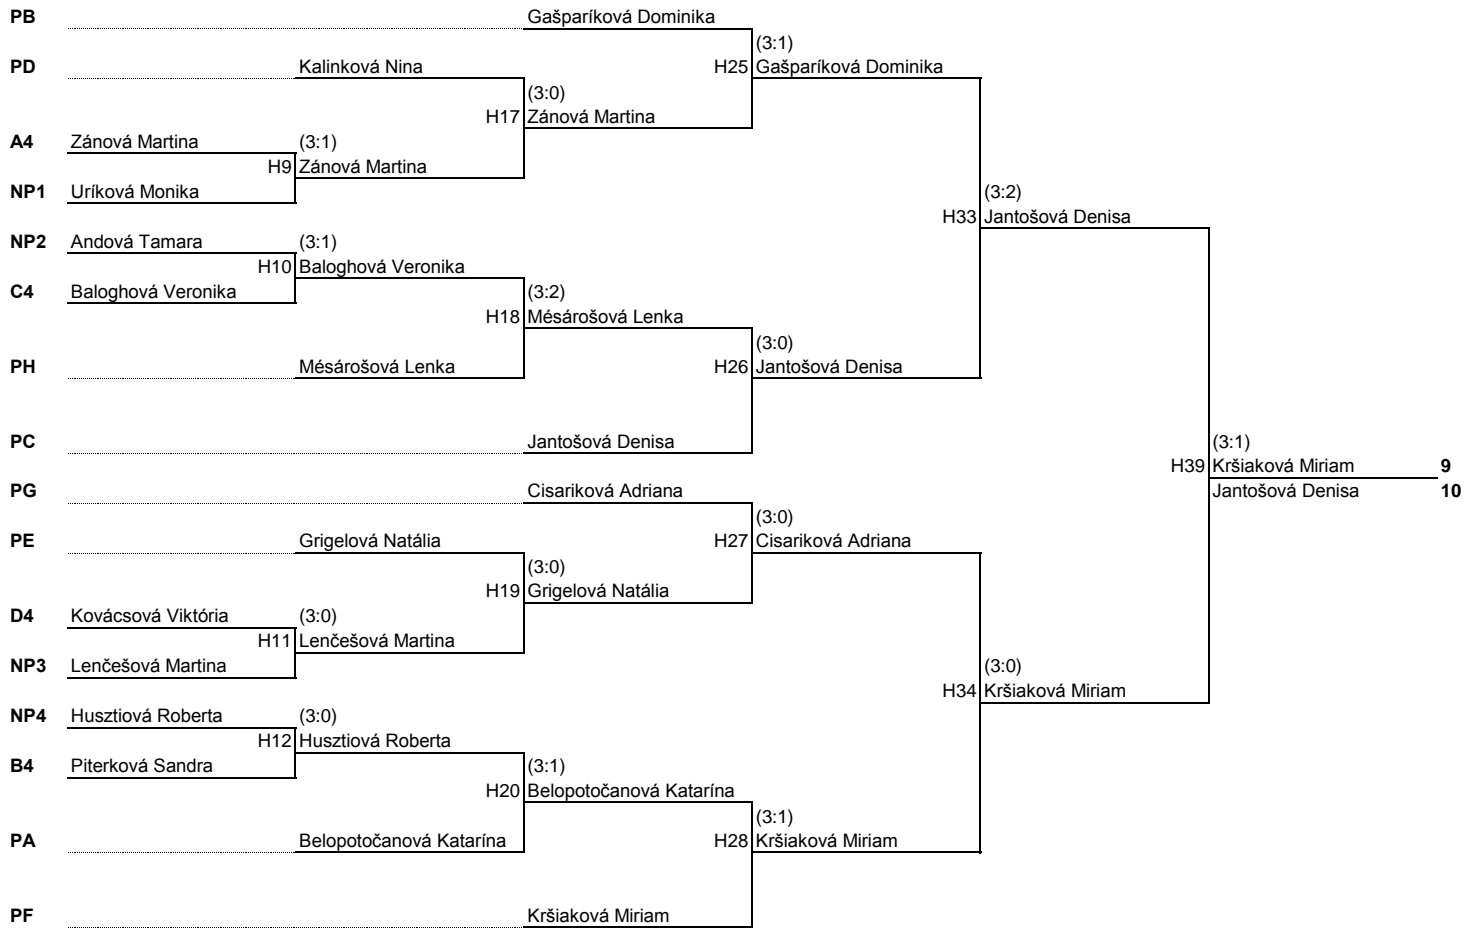 PB Gašparíková Dominika
(3:1)
PD Kalinková Nina H25 Gašparíková Dominika
(3:0)
H17 Zánová Martina
A4 Zánová Martina (3:1)
H9 Zánová Martina
NP1 Uríková Monika (3:2)
H33 Jantošová Denisa
NP2 Andová Tamara (3:1)
H10 Baloghová Veronika
C4 Baloghová Veronika (3:2)
H18 Mésárošová Lenka
(3:0)
PH Mésárošová Lenka H26 Jantošová Denisa
PC Jantošová Denisa (3:1)
H39 Kršiaková Miriam 9
PG Cisariková Adriana Jantošová Denisa 10
(3:0)
PE Grigelová Natália H27 Cisariková Adriana
(3:0)
H19 Grigelová Natália
D4 Kovácsová Viktória (3:0)
H11 Lenčešová Martina
NP3 Lenčešová Martina (3:0)
H34 Kršiaková Miriam
NP4 Husztiová Roberta (3:0)
H12 Husztiová Roberta
B4 Piterková Sandra (3:1)
H20 Belopotočanová Katarína
(3:1)
PA Belopotočanová Katarína H28 Kršiaková Miriam
PF Kršiaková Miriam